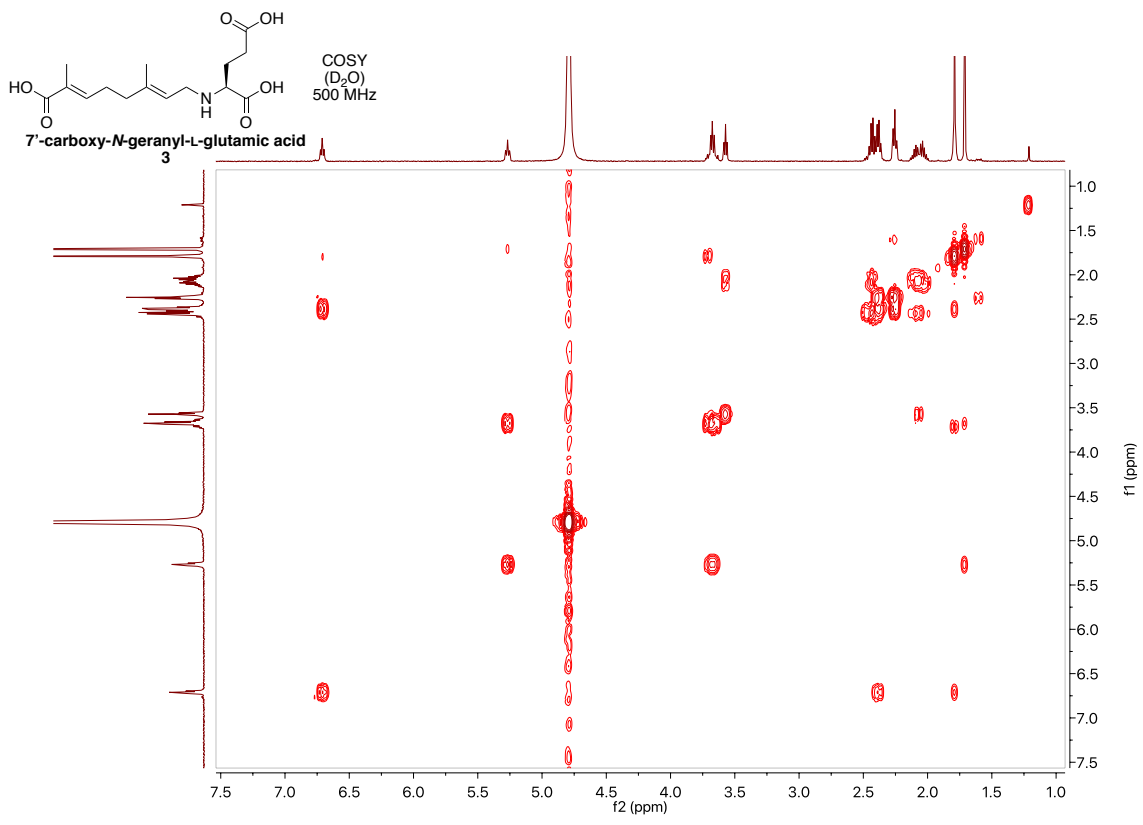 OH
O
HO
O
N
H
O
OH
COSY
(D2O)
500 MHz
7'-carboxy-N-geranyl-L-glutamic acid
3
1.0
1.5
2.0
2.5
3.0
3.5
4.0
4.5
5.0
5.5
6.0
6.5
7.0
7.5
f1 (ppm)
7.5
7.0
6.5
6.0
5.5
5.0
4.5
4.0
3.5
3.0
2.5
2.0
1.5
1.0
f2 (ppm)